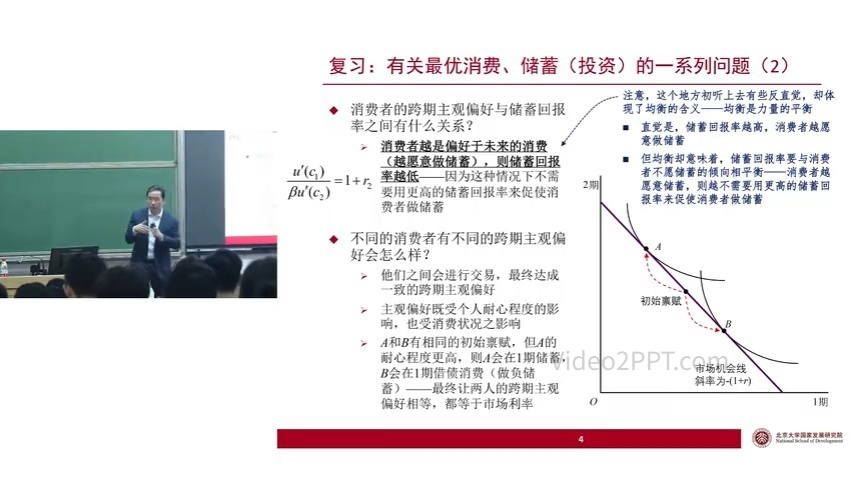 复习：有关最优消费、储蓄（投资）的一系列问题（2）
◆ 消费者的跨期主观偏好与储蓄回报
率之间有什么关系？
➢ 消费者越是偏好于未来的消费
（越愿意做储蓄），则储蓄回报
率越低——因为这种情况下不需
要用更高的储蓄回报率来促使消
费者做储蓄
u'(c₁)
βu'(c₂)
=1+r₂
◆ 不同的消费者有不同的跨期主观偏
好会怎么样？
➢ 他们之间会进行交易，最终达成
一致的跨期主观偏好
➢ 主观偏好既受个人耐心程度的影
响，也受消费状况之影响
➢ A和B有相同的初始禀赋，但A的
耐心程度更高，则A会在1期储蓄，
B会在1期借债消费（做负储
蓄）——最终让两人的跨期主观
偏好相等，都等于市场利率
注意，这个地方初听上去有些反直觉，却体
现了均衡的含义——均衡是力量的平衡
■ 直觉是，储蓄回报率越高，消费者越愿
意做储蓄
■ 但均衡却意味着，储蓄回报率要与消费
者不愿储蓄的倾向相平衡——消费者越
愿意储蓄，则越不需要用更高的储蓄回
报率来促使消费者做储蓄
2期
A
初始禀赋
B
市场机会线
斜率为-(1+r)
O
1期
Video2PPT.com
4
北京大学国家发展研究院
National School of Development